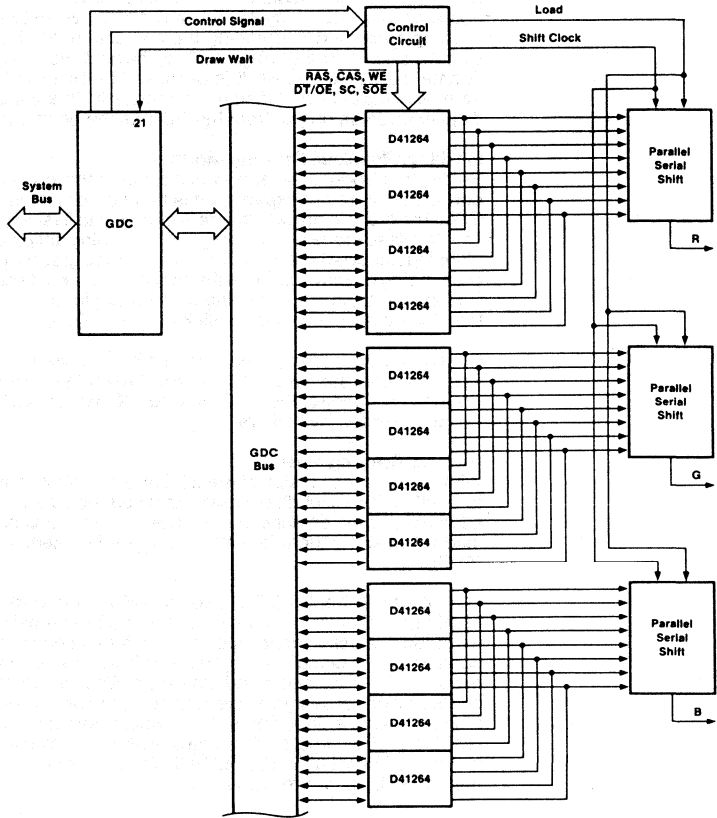 Control Signal
Control
Circuit
Load
Shift Clock
Draw Wait
RAS, CAS, WE
DT/OE, SC, SOE
21
System
Bus
GDC
GDC
Bus
D41264
D41264
D41264
D41264
Parallel
Serial
Shift
R
D41264
D41264
D41264
D41264
Parallel
Serial
Shift
G
D41264
D41264
D41264
D41264
Parallel
Serial
Shift
B